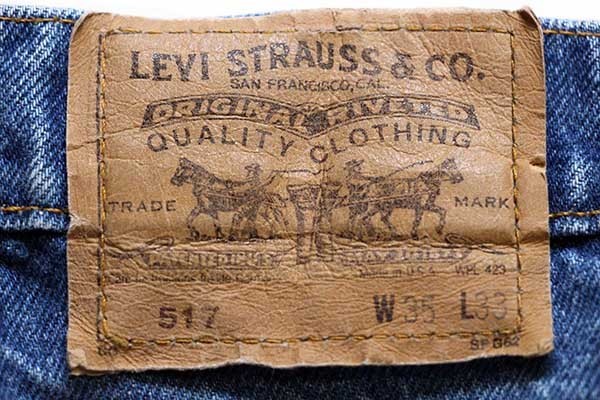 LEVI STRAUSS & CO.
SAN FRANCISCO, CAL.
ORIGINAL RIVETED
QUALITY CLOTHING
TRADE MARK
Made in U.S.A. WPL 423
517 W 35 L 33